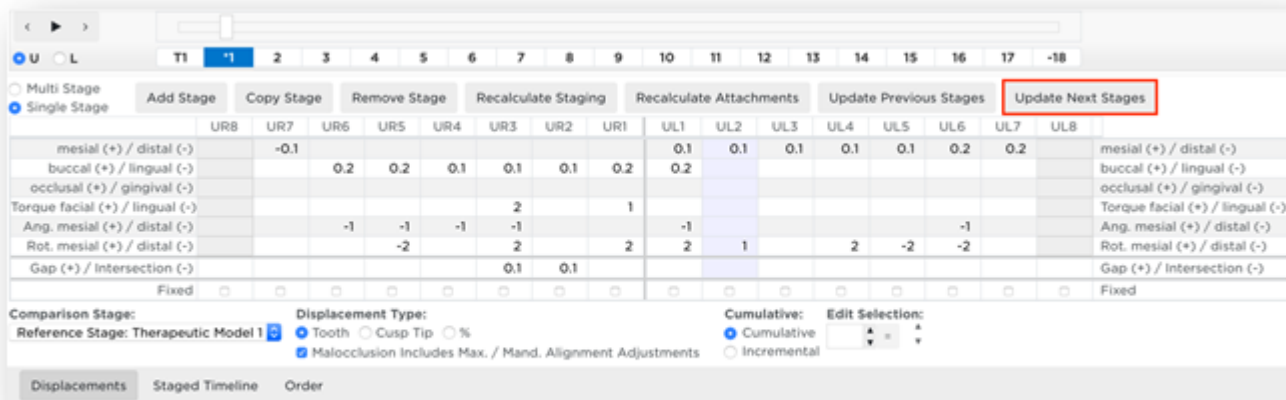 U L T1 *1 2 3 4 5 6 7 8 9 10 11 12 13 14 15 16 17 -18
Multi Stage
Single Stage
Add Stage Copy Stage Remove Stage Recalculate Staging Recalculate Attachments Update Previous Stages Update Next Stages
UR8 UR7 UR6 UR5 UR4 UR3 UR2 UR1 UL1 UL2 UL3 UL4 UL5 UL6 UL7 UL8
mesial (+) / distal (-) -0.1 0.1 0.1 0.1 0.1 0.1 0.2 0.2 mesial (+) / distal (-)
buccal (+) / lingual (-) 0.2 0.2 0.1 0.1 0.1 0.2 0.2 buccal (+) / lingual (-)
occlusal (+) / gingival (-) occlusal (+) / gingival (-)
Torque facial (+) / lingual (-) 2 1 Torque facial (+) / lingual (-)
Ang. mesial (+) / distal (-) -1 -1 -1 -1 -1 -1 Ang. mesial (+) / distal (-)
Rot. mesial (+) / distal (-) -2 2 2 2 1 2 -2 -2 Rot. mesial (+) / distal (-)
Gap (+) / Intersection (-) 0.1 0.1 Gap (+) / Intersection (-)
Fixed Fixed
Comparison Stage: Displacement Type: Cumulative: Edit Selection:
Reference Stage: Therapeutic Model 1 Tooth Cusp Tip % Cumulative =
Malocclusion Includes Max. / Mand. Alignment Adjustments Incremental
Displacements Staged Timeline Order